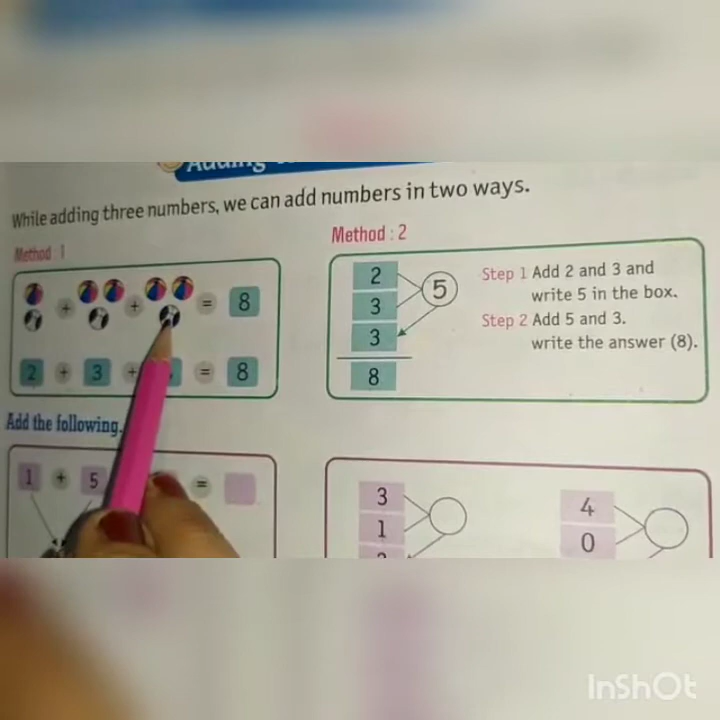 Adding
While adding three numbers, we can add numbers in two ways.
Method : 1
+ + = 8
2 + 3 + = 8
Method : 2
2
3
5
3
8
Step 1 Add 2 and 3 and
write 5 in the box.
Step 2 Add 5 and 3.
write the answer (8).
Add the following.
1 + 5 =
3
1
4
0
InShOt